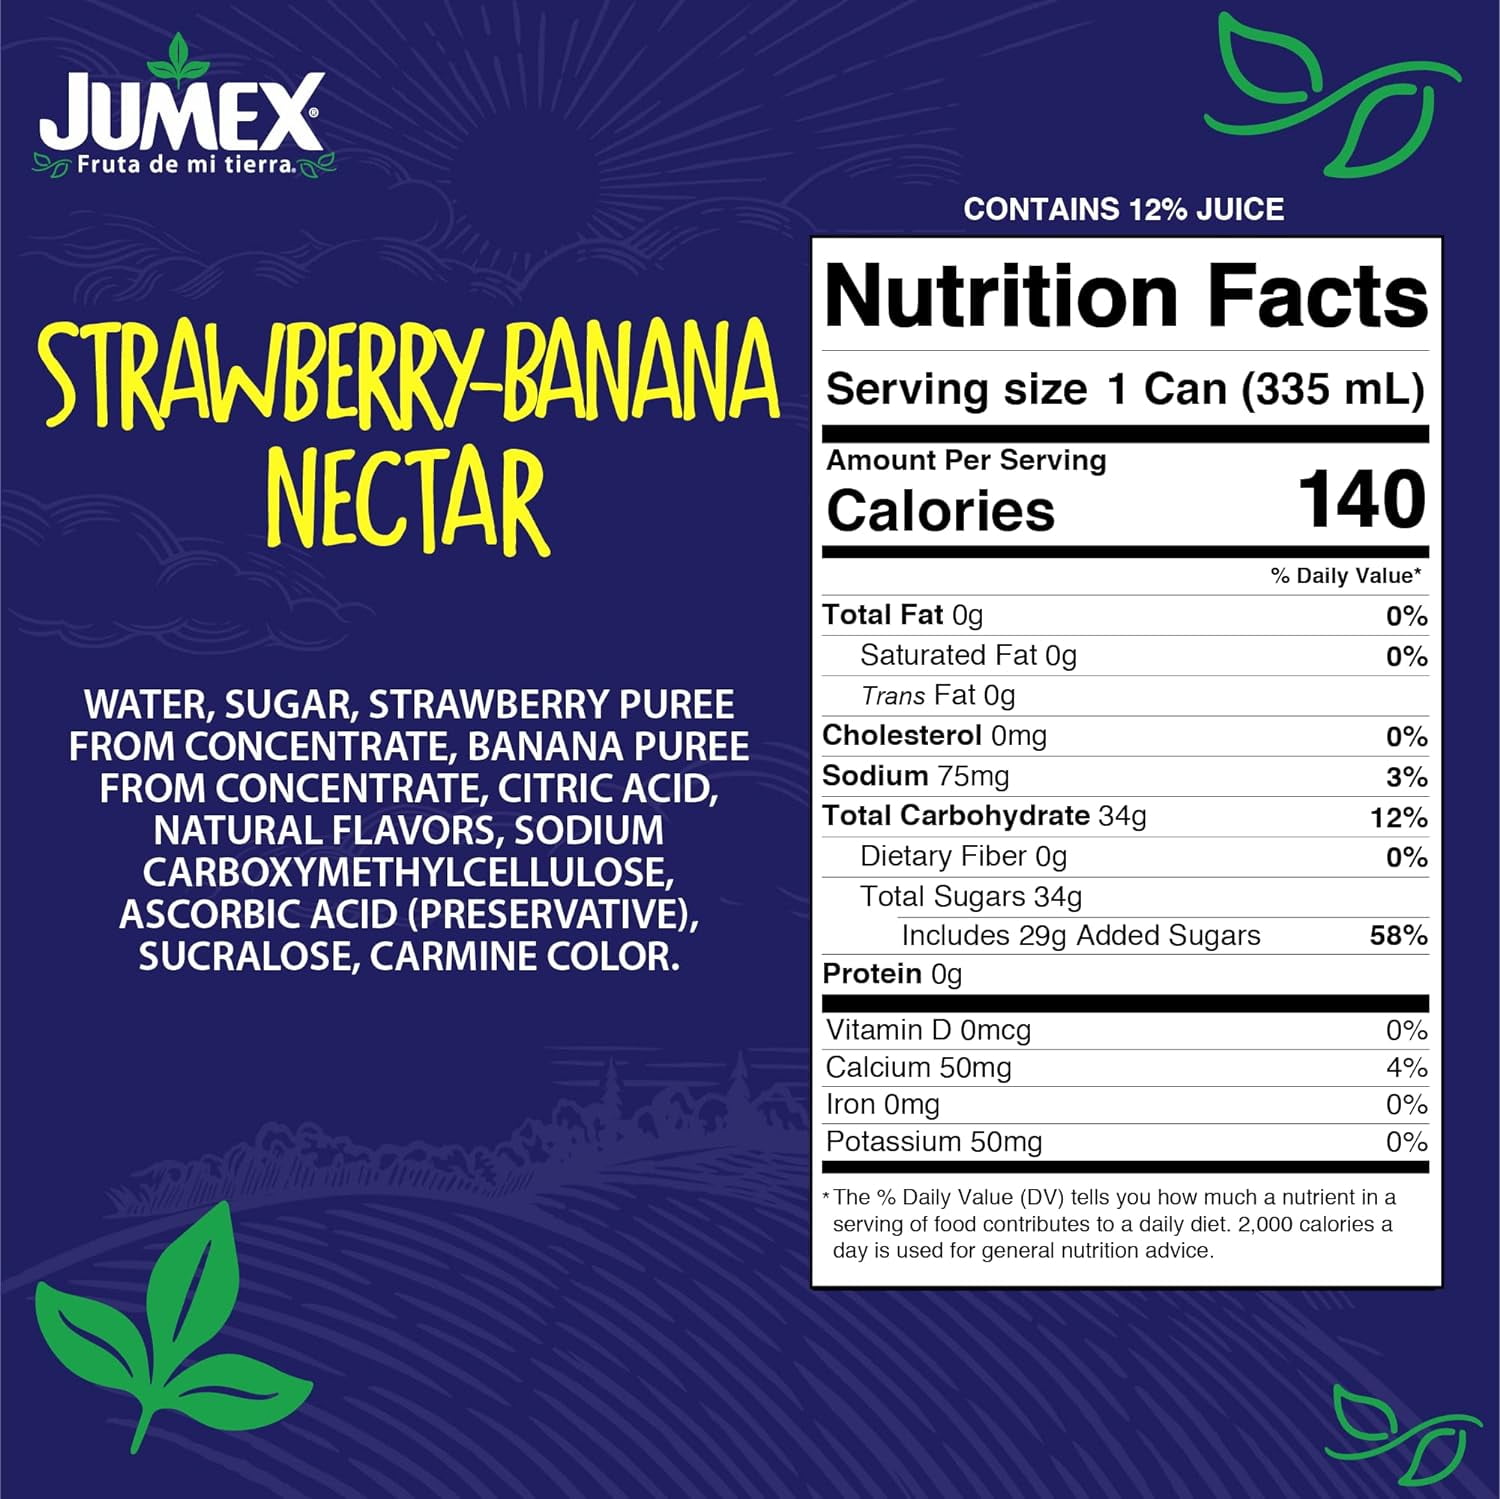 JUMEX®
Fruta de mi tierra.®
STRAWBERRY-BANANA
NECTAR
WATER, SUGAR, STRAWBERRY PUREE
FROM CONCENTRATE, BANANA PUREE
FROM CONCENTRATE, CITRIC ACID,
NATURAL FLAVORS, SODIUM
CARBOXYMETHYLCELLULOSE,
ASCORBIC ACID (PRESERVATIVE),
SUCRALOSE, CARMINE COLOR.
CONTAINS 12% JUICE
Nutrition Facts
Serving size 1 Can (335 mL)
Amount Per Serving
Calories 140
% Daily Value*
Total Fat 0g 0%
Saturated Fat 0g 0%
Trans Fat 0g
Cholesterol 0mg 0%
Sodium 75mg 3%
Total Carbohydrate 34g 12%
Dietary Fiber 0g 0%
Total Sugars 34g
Includes 29g Added Sugars 58%
Protein 0g
Vitamin D 0mcg 0%
Calcium 50mg 4%
Iron 0mg 0%
Potassium 50mg 0%
* The % Daily Value (DV) tells you how much a nutrient in a
serving of food contributes to a daily diet. 2,000 calories a
day is used for general nutrition advice.